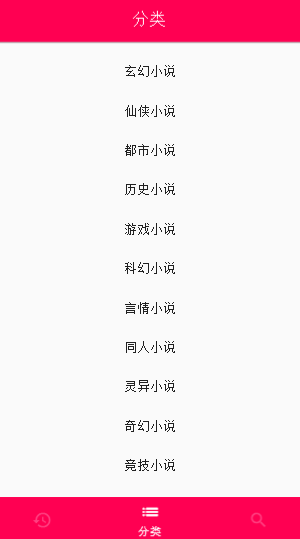 分类
玄幻小说
仙侠小说
都市小说
历史小说
游戏小说
科幻小说
言情小说
同人小说
灵异小说
奇幻小说
竞技小说
分类